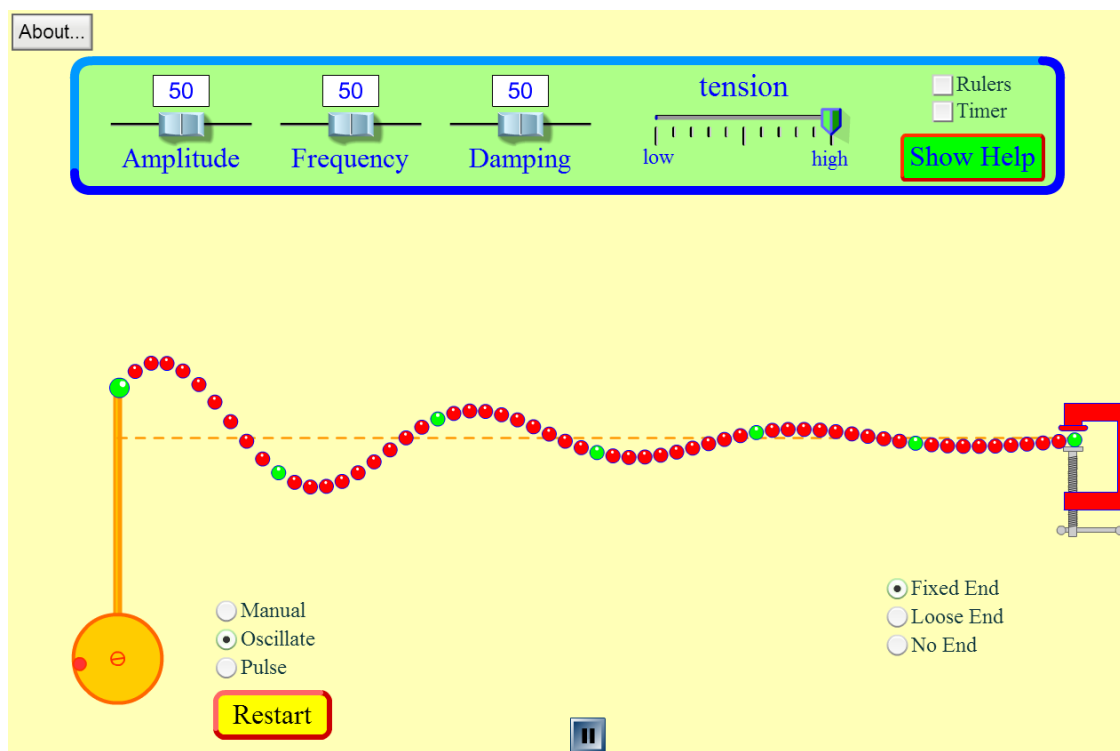 About...
50
50
50
Amplitude
Frequency
Damping
tension
low
high
Rulers
Timer
Show Help
Manual
Oscillate
Pulse
Restart
Fixed End
Loose End
No End